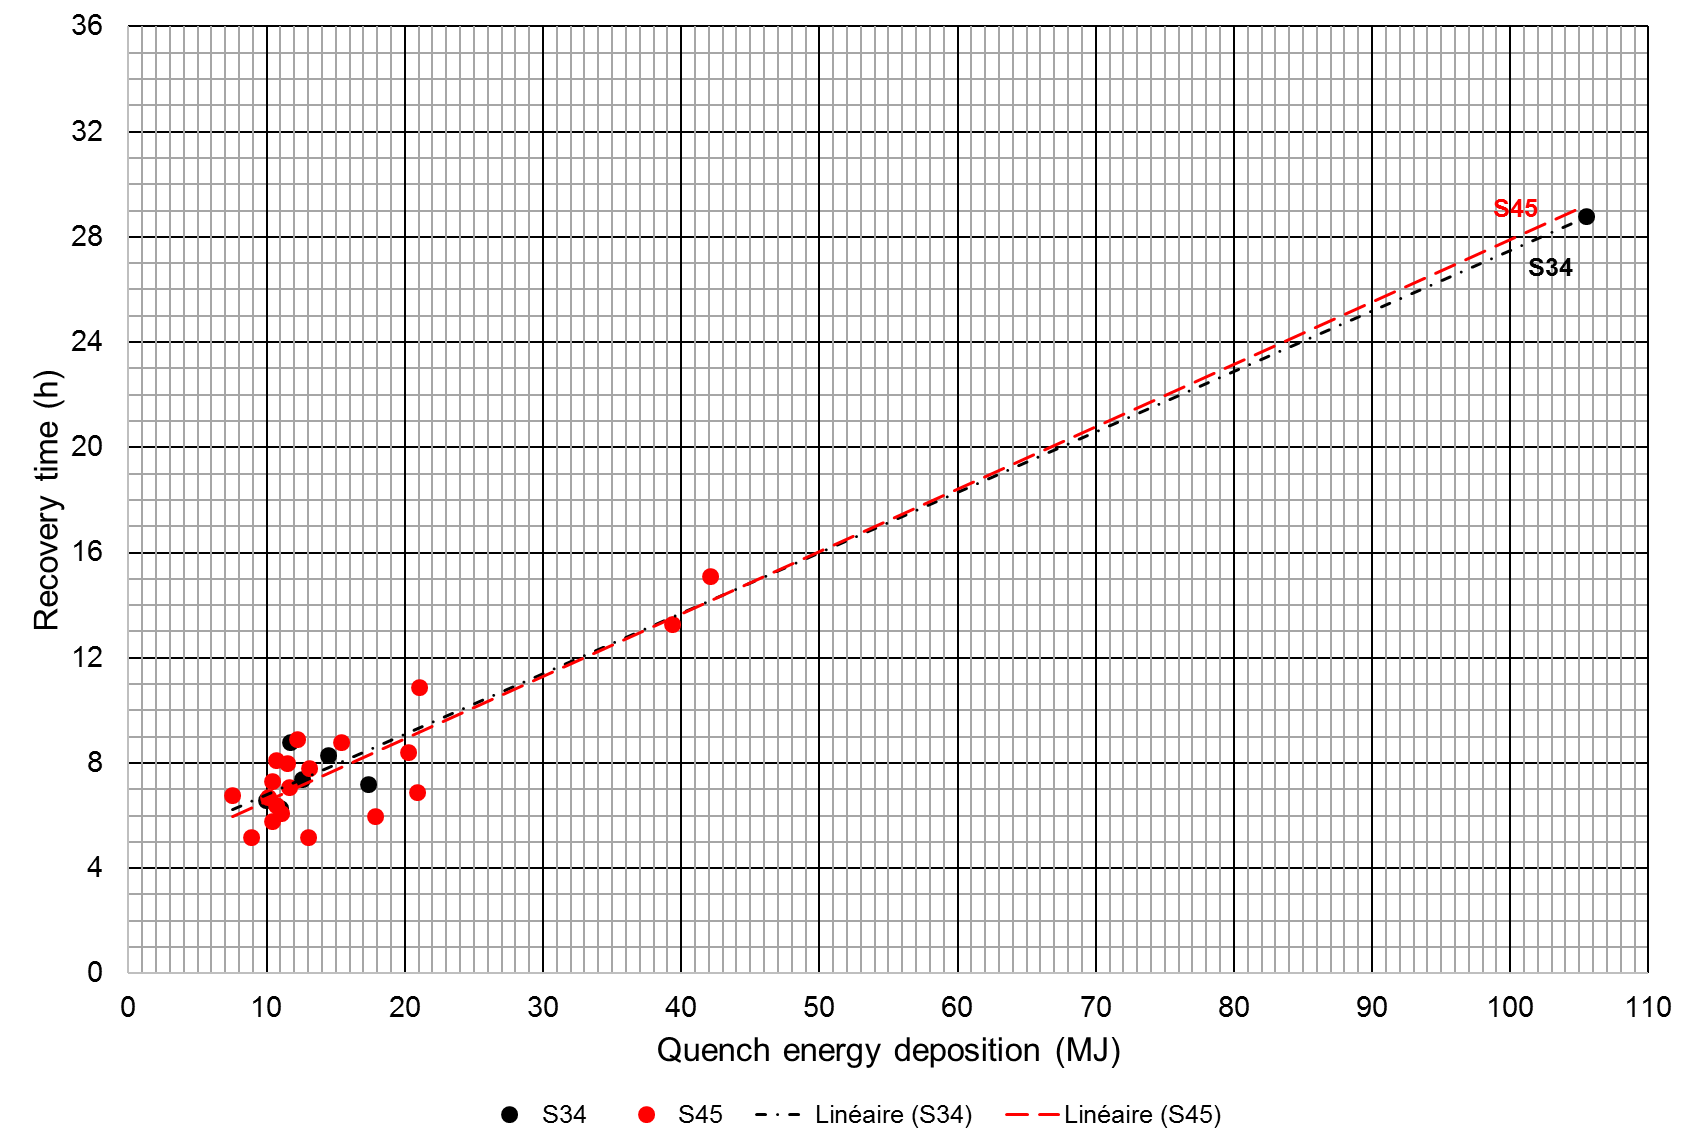 36
32
28
24
20
16
12
8
4
0
Recovery time (h)
S45
S34
0 10 20 30 40 50 60 70 80 90 100 110
Quench energy deposition (MJ)
S34 S45 Linéaire (S34) Linéaire (S45)